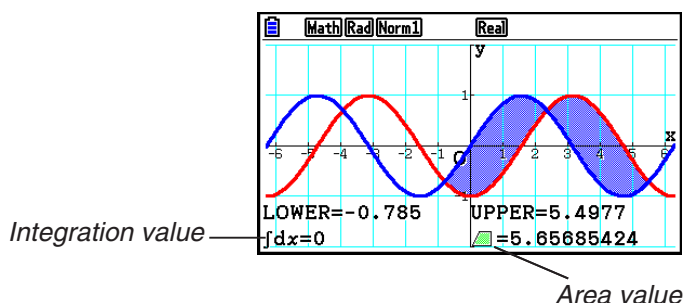 Math Rad Norm1 Real
y
1
x
-6 -5 -4 -3 -2 -1 O 1 2 3 4 5 6
-1
LOWER=-0.785 UPPER=5.4977
Integration value
∫dx=0 =5.65685424
Area value